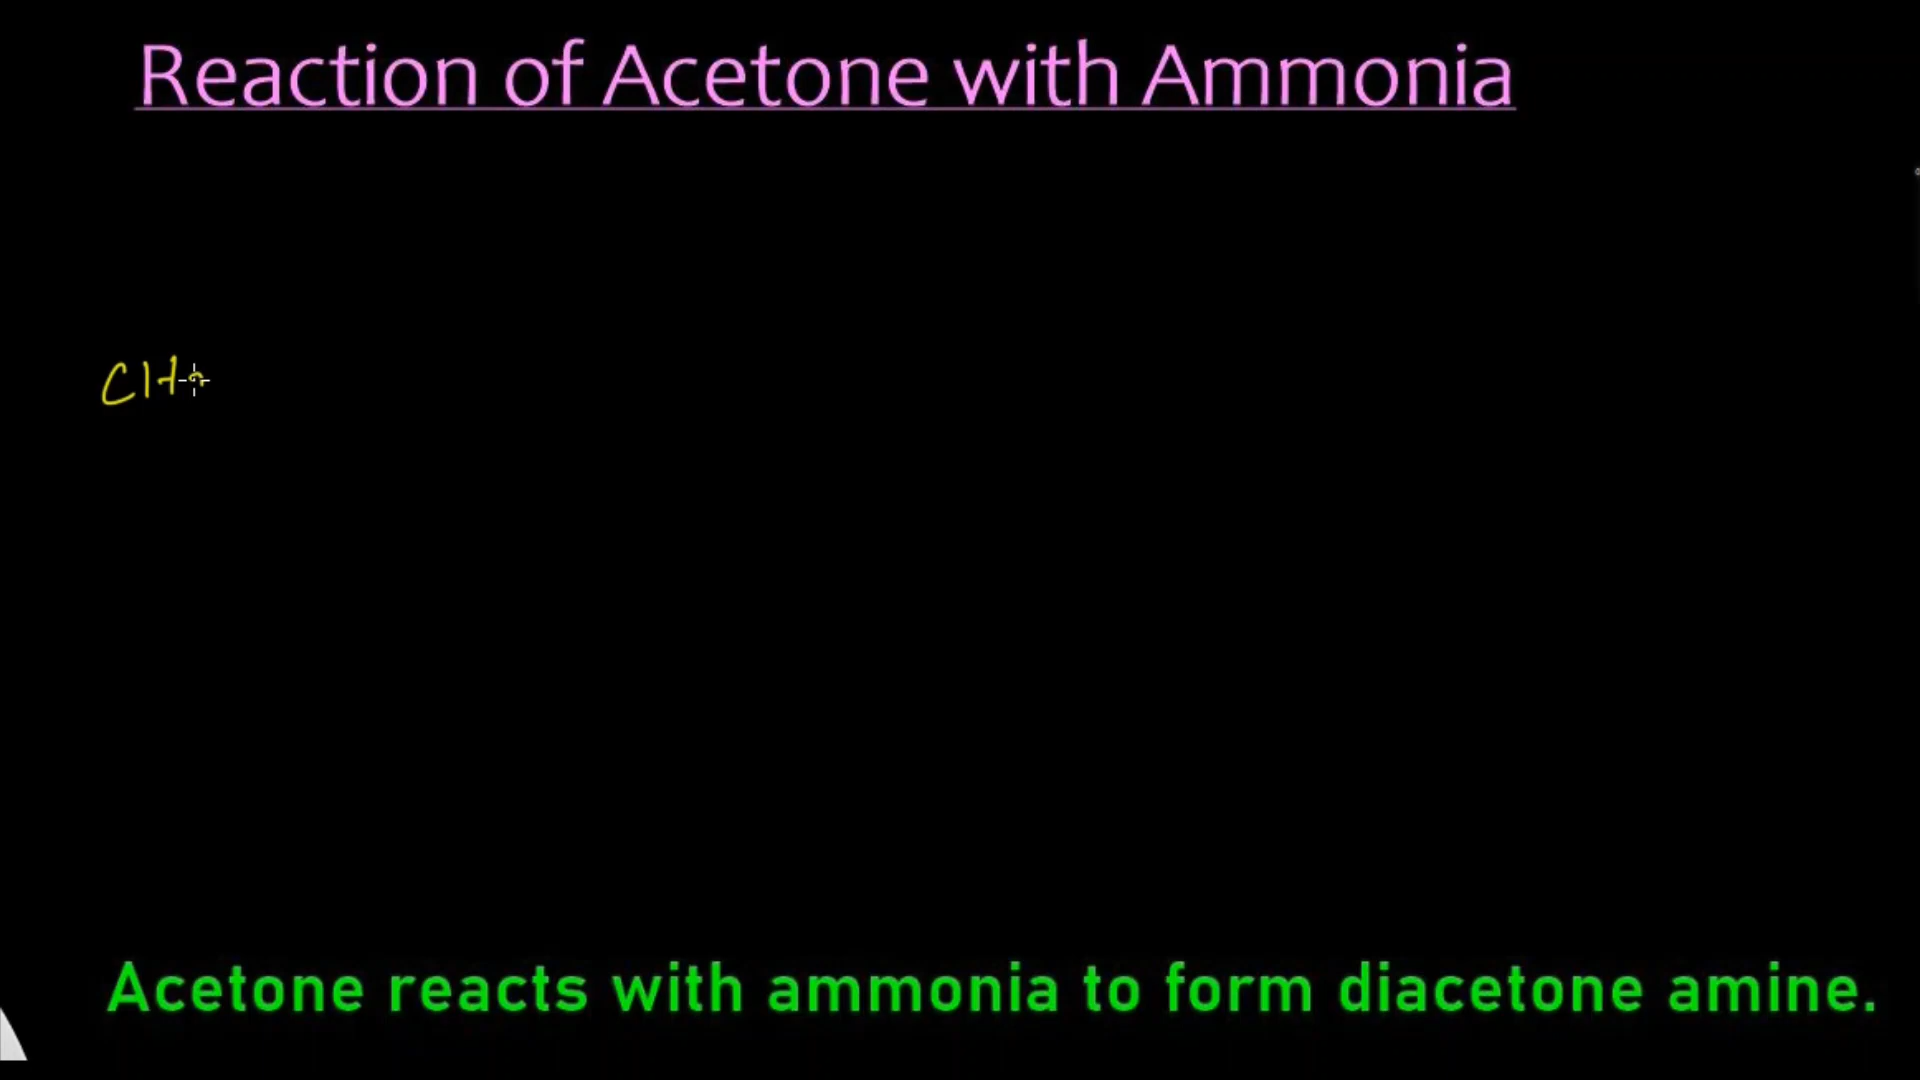 Reaction of Acetone with Ammonia
CH
Acetone reacts with ammonia to form diacetone amine.